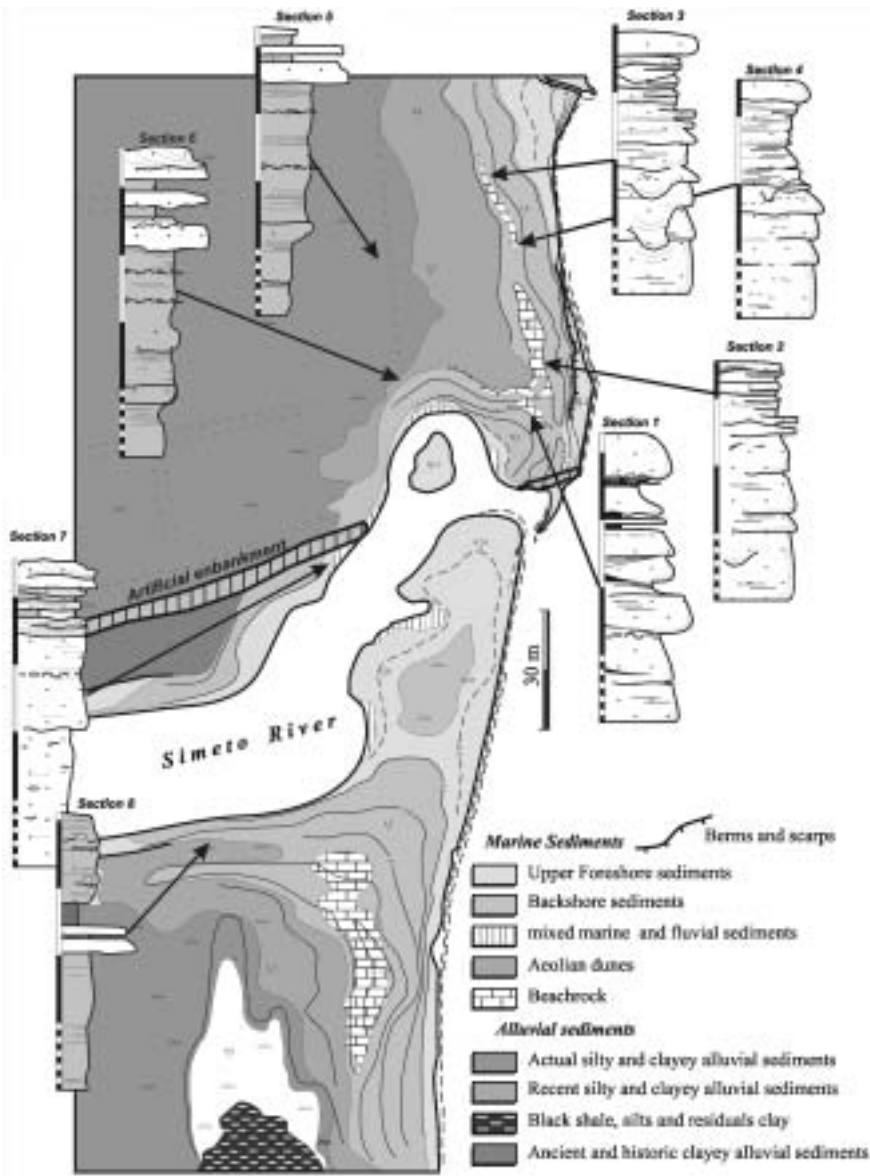 Section 5
Section 3
Section 4
Section 6
Section 2
Section 1
Section 7
Artificial enbankment
30 m
Simeto River
Section 8
Marine Sediments
Berms and scarps
Upper Foreshore sediments
Backshore sediments
mixed marine and fluvial sediments
Aeolian dunes
Beachrock
Alluvial sediments
Actual silty and clayey alluvial sediments
Recent silty and clayey alluvial sediments
Black shale, silts and residuals clay
Ancient and historic clayey alluvial sediments